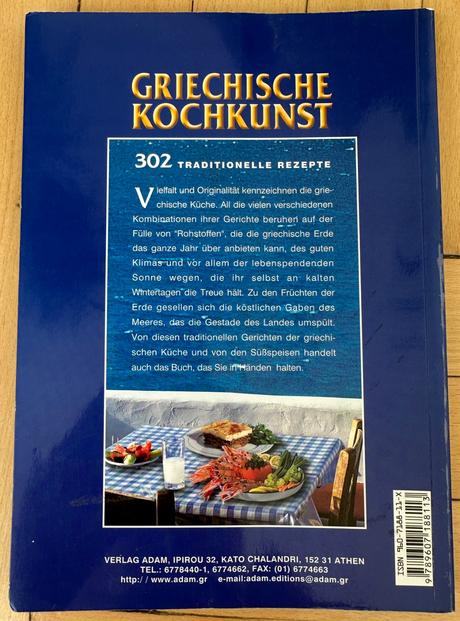 GRIECHISCHE
KOCHKUNST
302 TRADITIONELLE REZEPTE
Vielfalt und Originalität kennzeichnen die grie-
chische Küche. All die vielen verschiedenen
Kombinationen ihrer Gerichte beruhen auf der
Fülle von "Rohstoffen", die die griechische Erde
das ganze Jahr über anbieten kann, des guten
Klimas und vor allem der lebenspendenden
Sonne wegen, die ihr selbst an kalten
Wintertagen die Treue hält. Zu den Früchten der
Erde gesellen sich die köstlichen Gaben des
Meeres, das die Gestade des Landes umspült.
Von diesen traditionellen Gerichten der griechi-
schen Küche und von den Süßspeisen handelt
auch das Buch, das Sie in Händen halten.
VERLAG ADAM, IPIROU 32, KATO CHALANDRI, 152 31 ATHEN
TEL.: 6778440-1, 6774662, FAX: (01) 6774663
http:// www.adam.gr e-mail:adam.editions@adam.gr
ISBN 960-7188-11-X
9 789607 188113